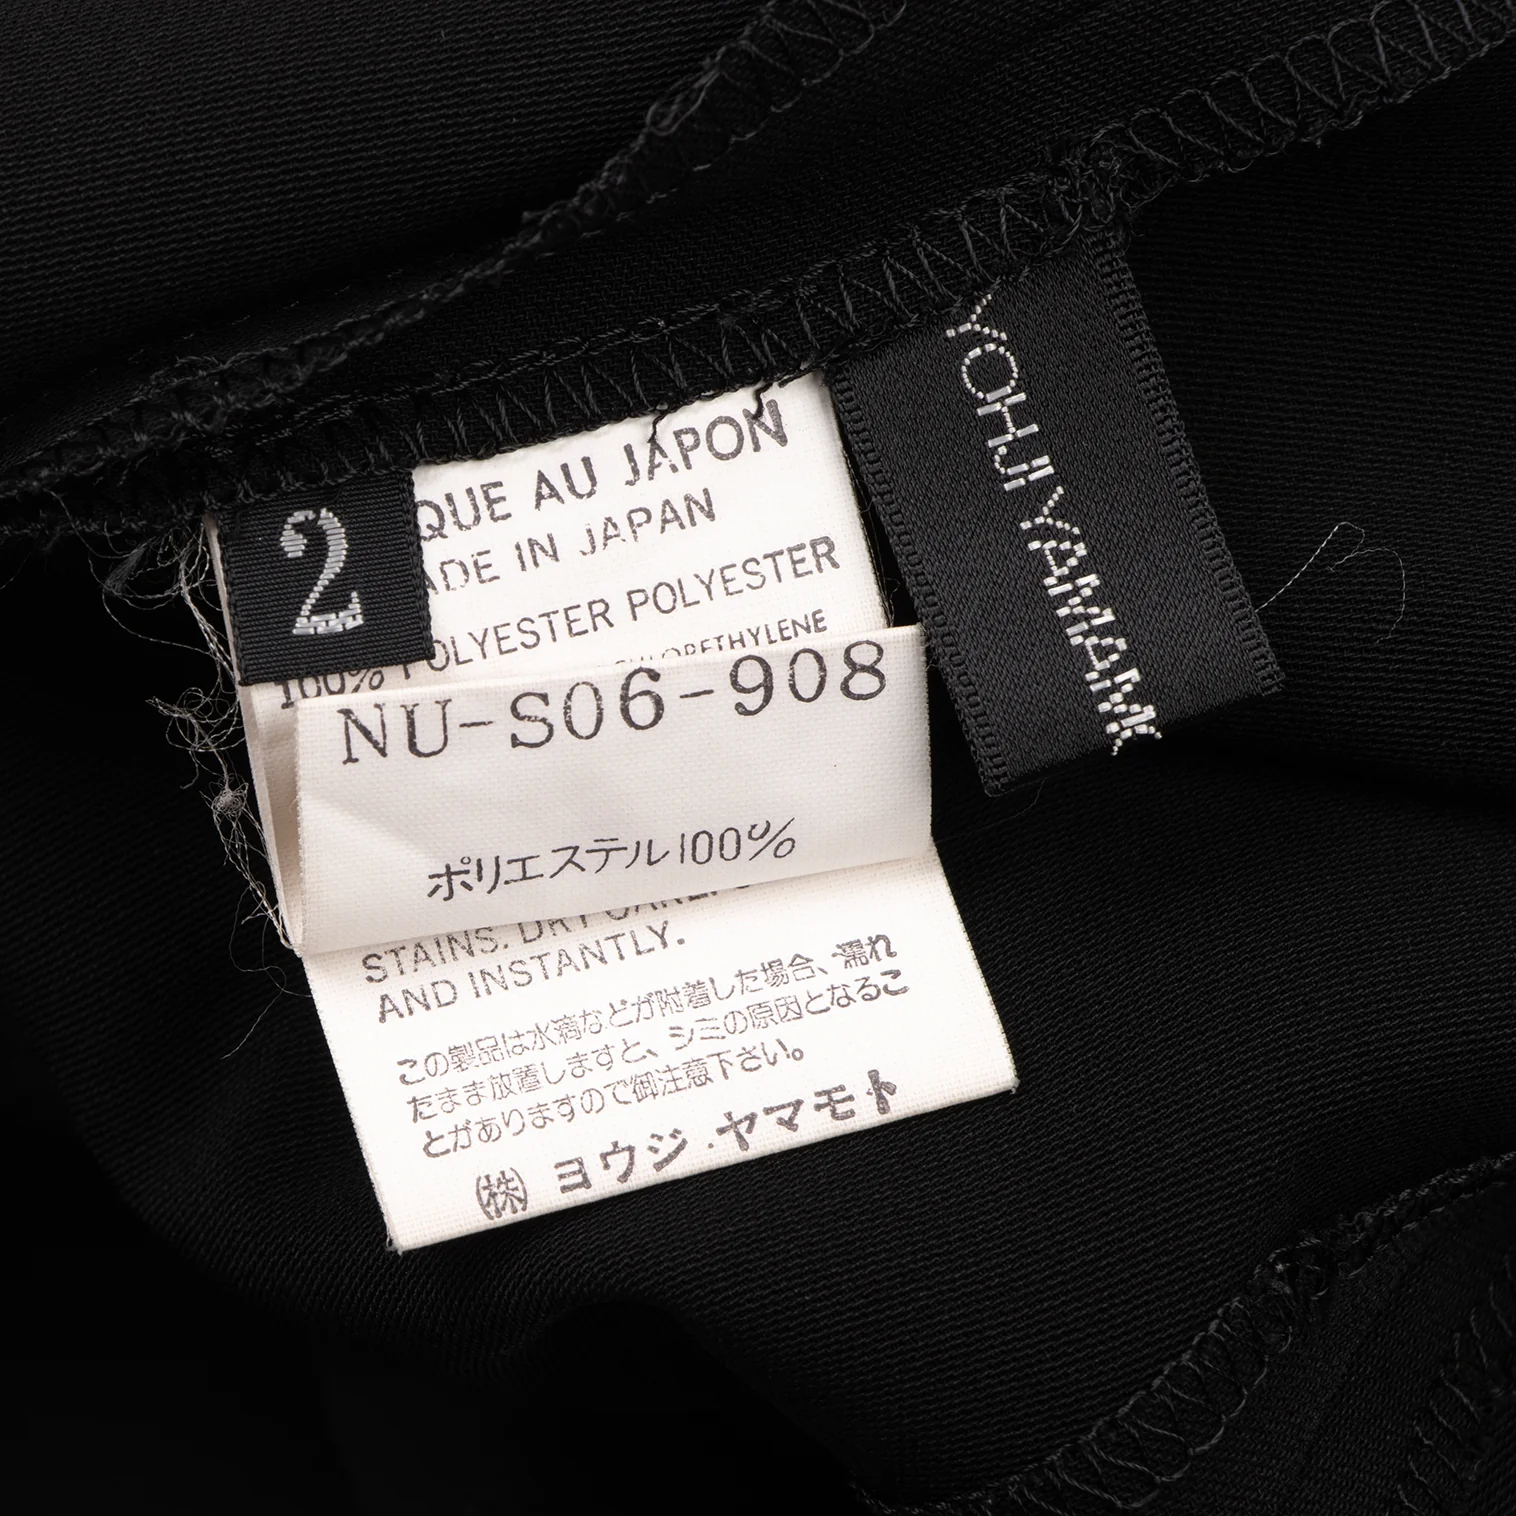 2
QUE AU JAPON
ADE IN JAPAN
POLYESTER POLYESTER
100%
CHLORETHYLENE
NU-S06-908
ポリエステル100%
STAINS. DRY
AND INSTANTLY.
この製品は水滴などが附着した場合、濡れ
たまま放置しますと、シミの原因となるこ
とがありますので御注意下さい。
㈱ ヨウジ.ヤマモト
YOHJI YAMAM